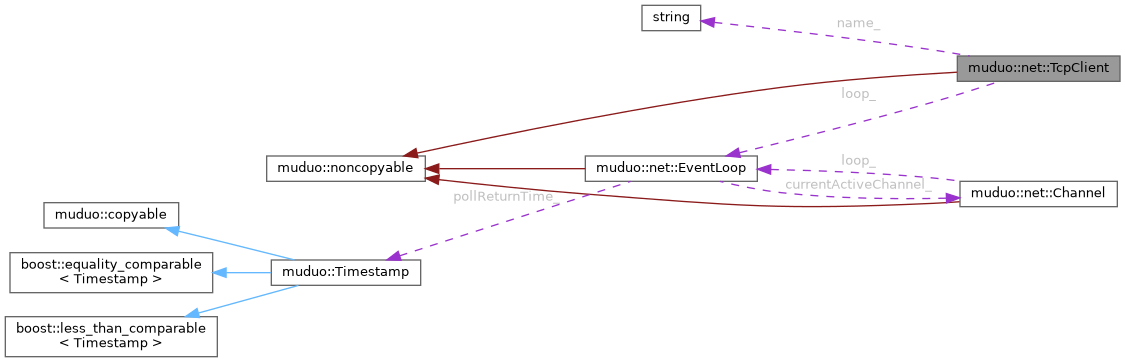 string
name_
muduo::net::TcpClient
loop_
muduo::noncopyable
muduo::net::EventLoop
loop_
currentActiveChannel_
muduo::net::Channel
pollReturnTime_
muduo::copyable
boost::equality_comparable
< Timestamp >
muduo::Timestamp
boost::less_than_comparable
< Timestamp >